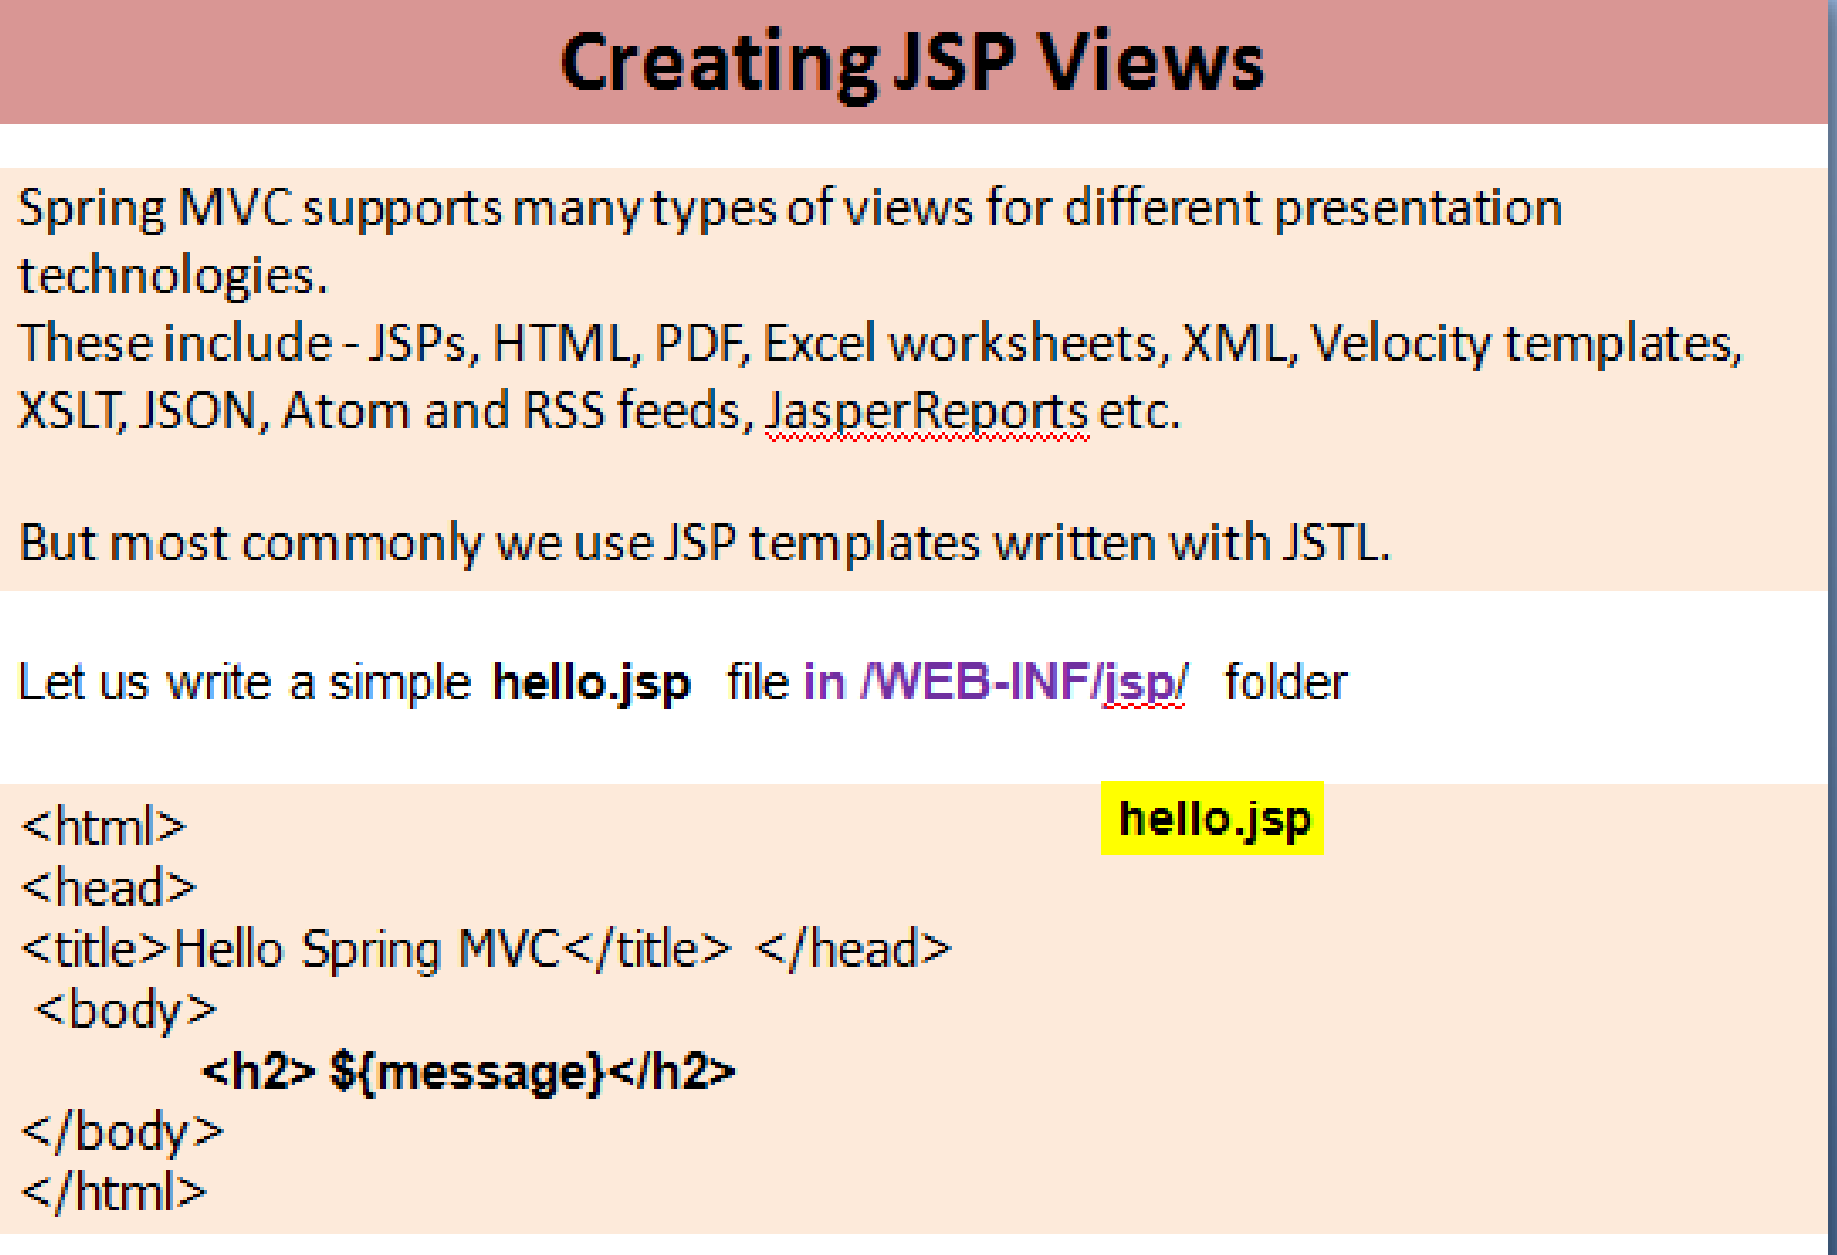 Creating JSP Views
Spring MVC supports many types of views for different presentation
technologies.
These include - JSPs, HTML, PDF, Excel worksheets, XML, Velocity templates,
XSLT, JSON, Atom and RSS feeds, JasperReports etc.
But most commonly we use JSP templates written with JSTL.
Let us write a simple hello.jsp file in /WEB-INF/jsp/ folder
hello.jsp
<html>
<head>
<title>Hello Spring MVC</title> </head>
<body>
<h2> ${message}</h2>
</body>
</html>